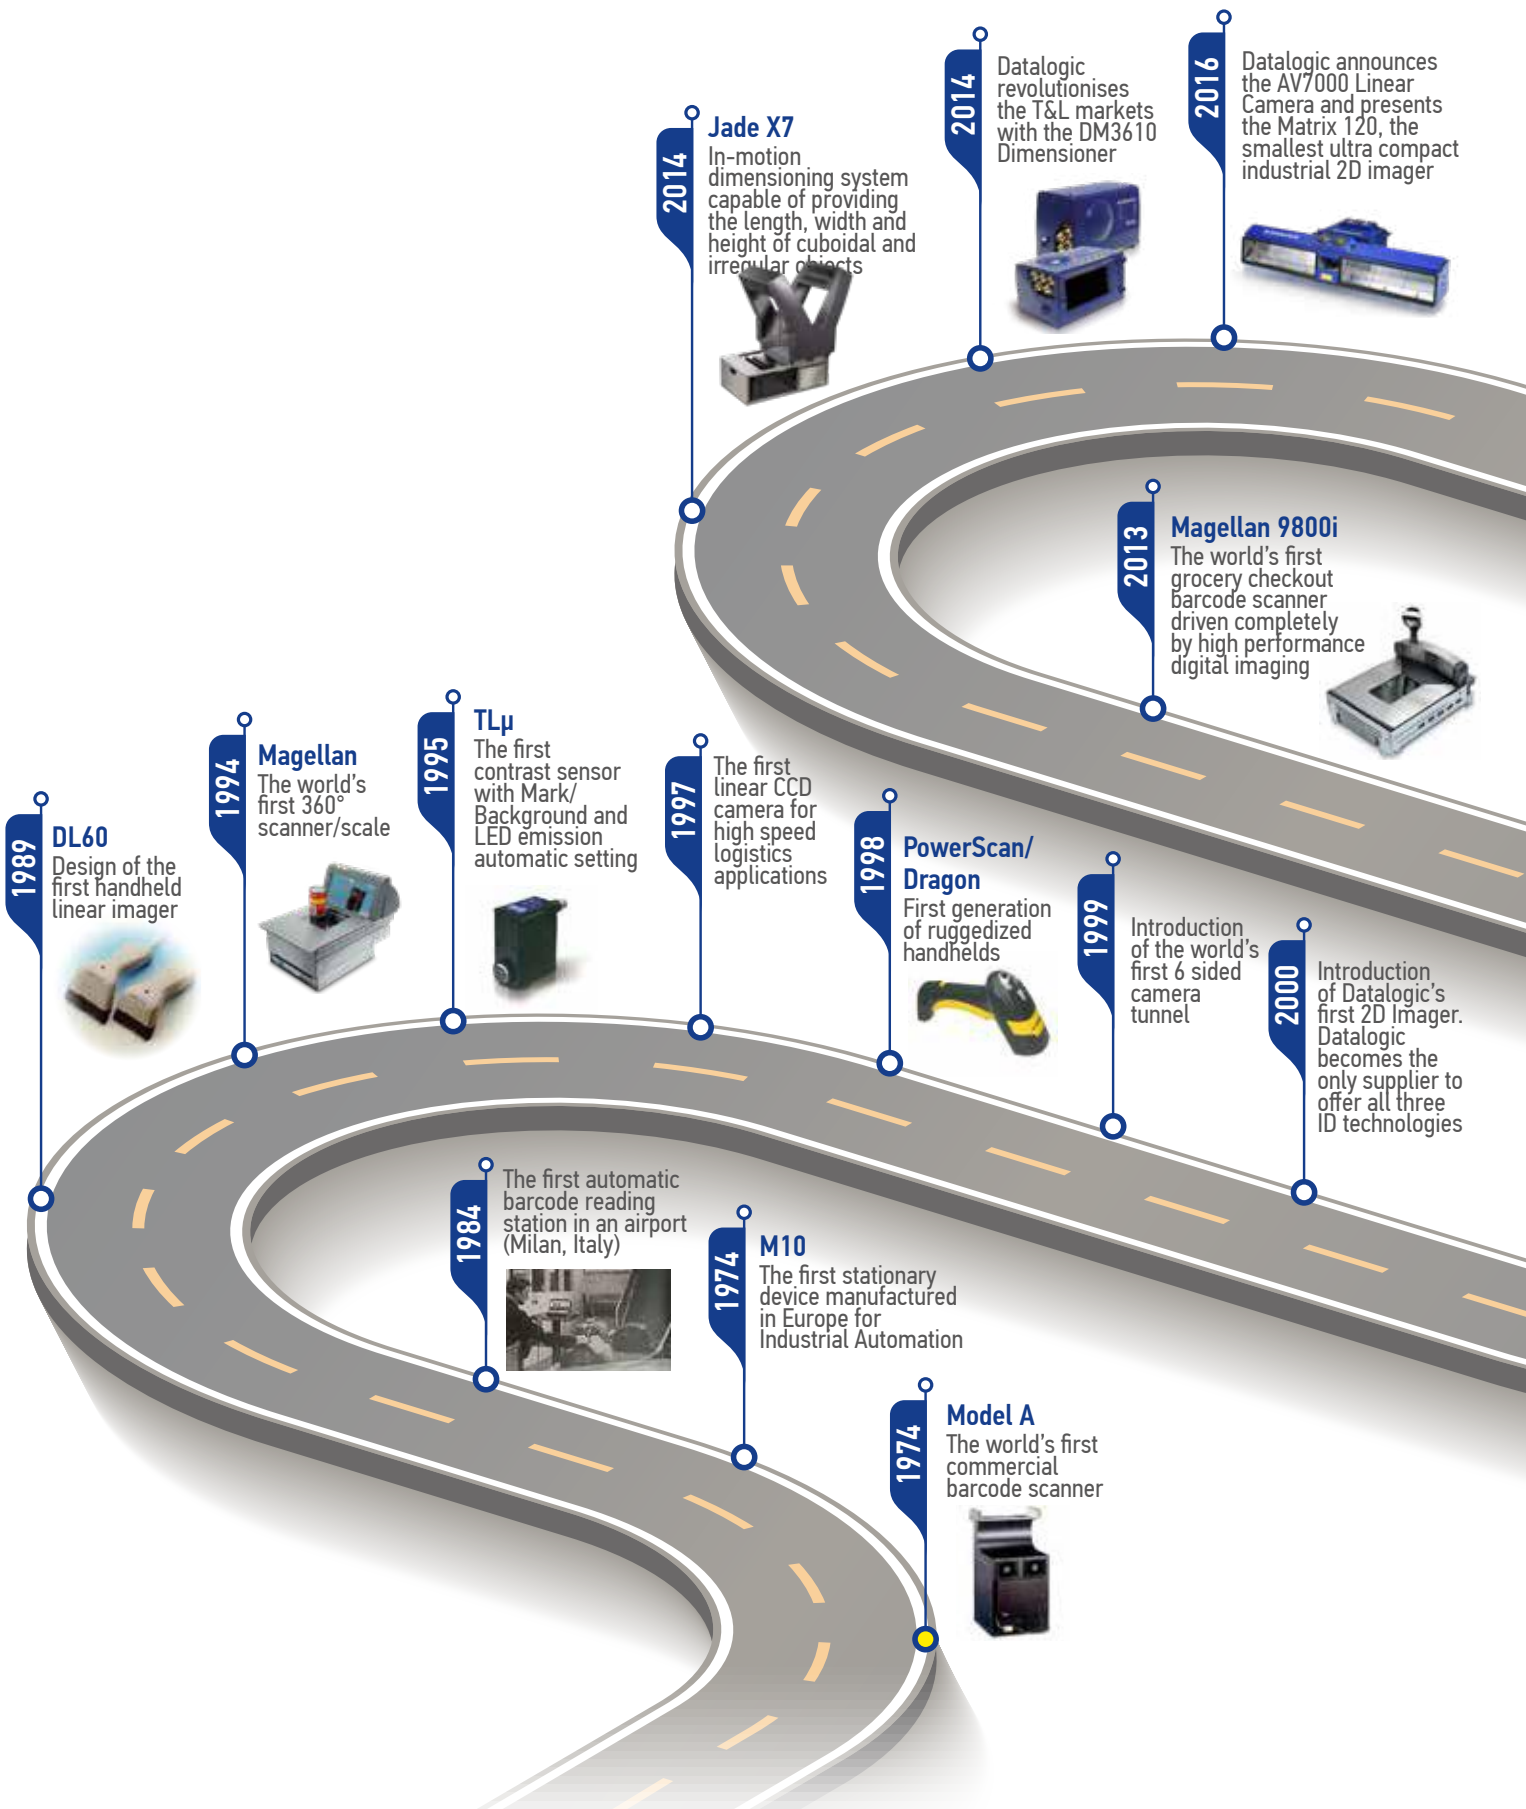 2014
Jade X7
In-motion
dimensioning system
capable of providing
the length, width and
height of cuboidal and
irregular objects
2014
Datalogic
revolutionises
the T&L markets
with the DM3610
Dimensioner
2016
Datalogic announces
the AV7000 Linear
Camera and presents
the Matrix 120, the
smallest ultra compact
industrial 2D imager
2013
Magellan 9800i
The world's first
grocery checkout
barcode scanner
driven completely
by high performance
digital imaging
1989
DL60
Design of the
first handheld
linear imager
1994
Magellan
The world's
first 360°
scanner/scale
1995
TLµ
The first
contrast sensor
with Mark/
Background and
LED emission
automatic setting
1997
The first
linear CCD
camera for
high speed
logistics
applications
1998
PowerScan/
Dragon
First generation
of ruggedized
handhelds
1999
Introduction
of the world's
first 6 sided
camera
tunnel
2000
Introduction
of Datalogic's
first 2D Imager.
Datalogic
becomes the
only supplier to
offer all three
ID technologies
1984
The first automatic
barcode reading
station in an airport
(Milan, Italy)
1974
M10
The first stationary
device manufactured
in Europe for
Industrial Automation
1974
Model A
The world's first
commercial
barcode scanner